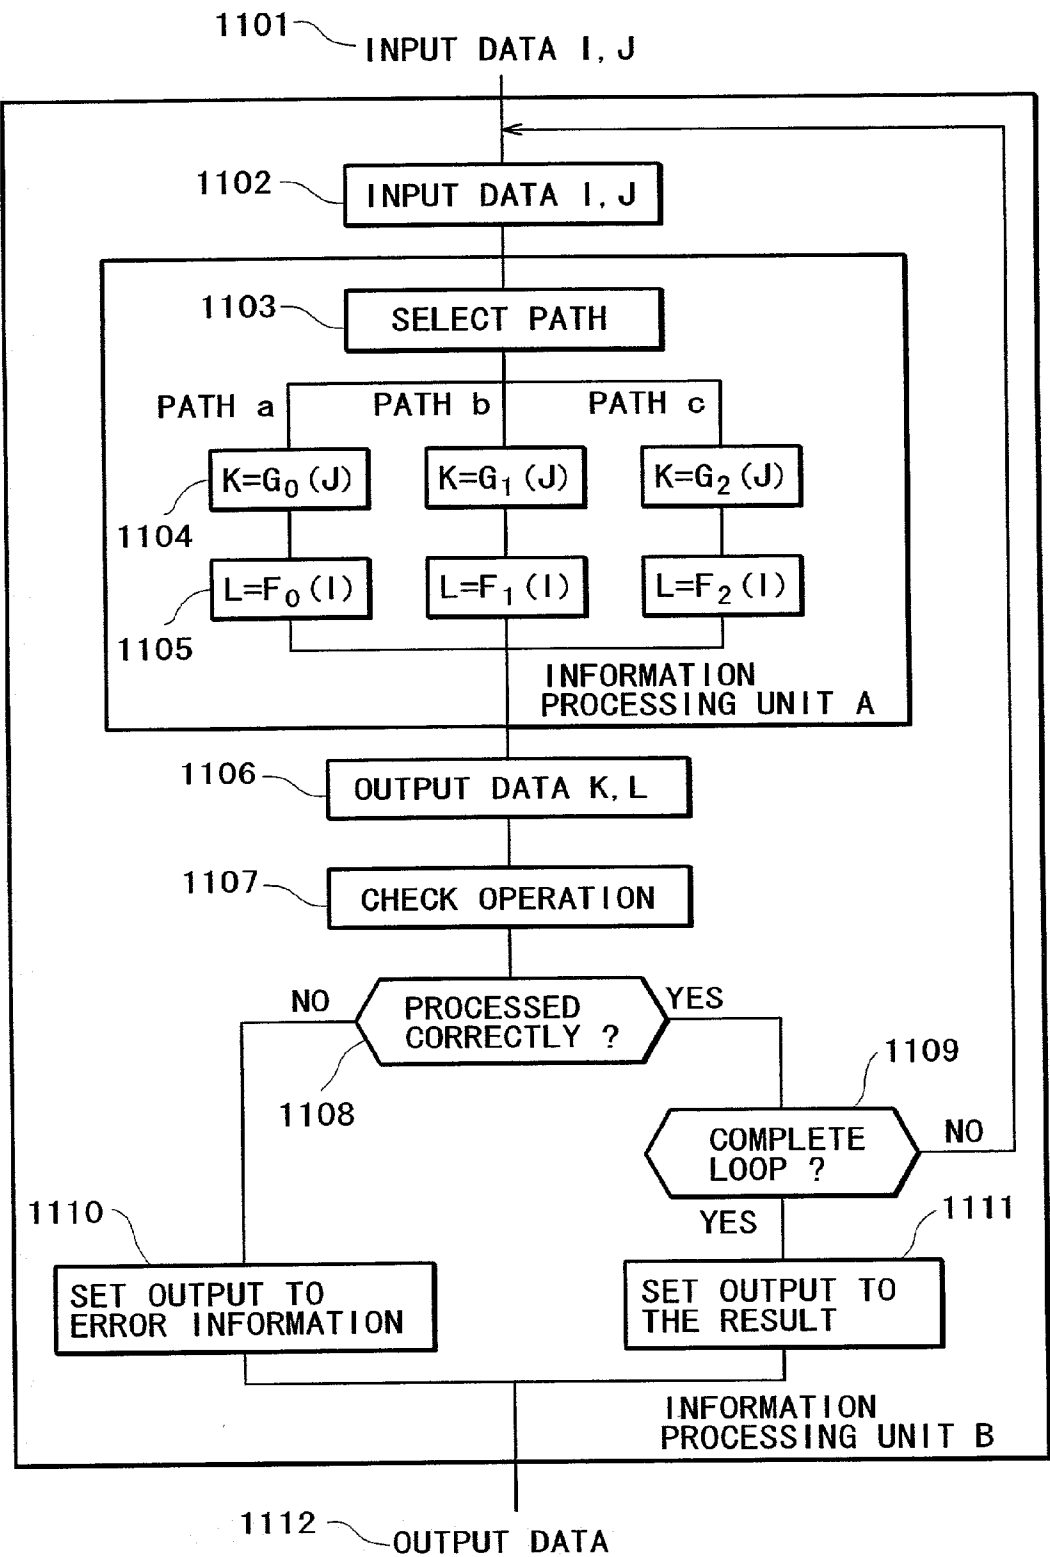 1101
INPUT DATA I, J
1102
INPUT DATA I, J
1103
SELECT PATH
PATH a
PATH b
PATH c
K=G0(J)
K=G1(J)
K=G2(J)
1104
L=F0(I)
L=F1(I)
L=F2(I)
1105
INFORMATION
PROCESSING UNIT A
1106
OUTPUT DATA K, L
1107
CHECK OPERATION
NO
PROCESSED
CORRECTLY ?
YES
1108
1109
COMPLETE
LOOP ?
NO
YES
1110
1111
SET OUTPUT TO
ERROR INFORMATION
SET OUTPUT TO
THE RESULT
INFORMATION
PROCESSING UNIT B
1112
OUTPUT DATA